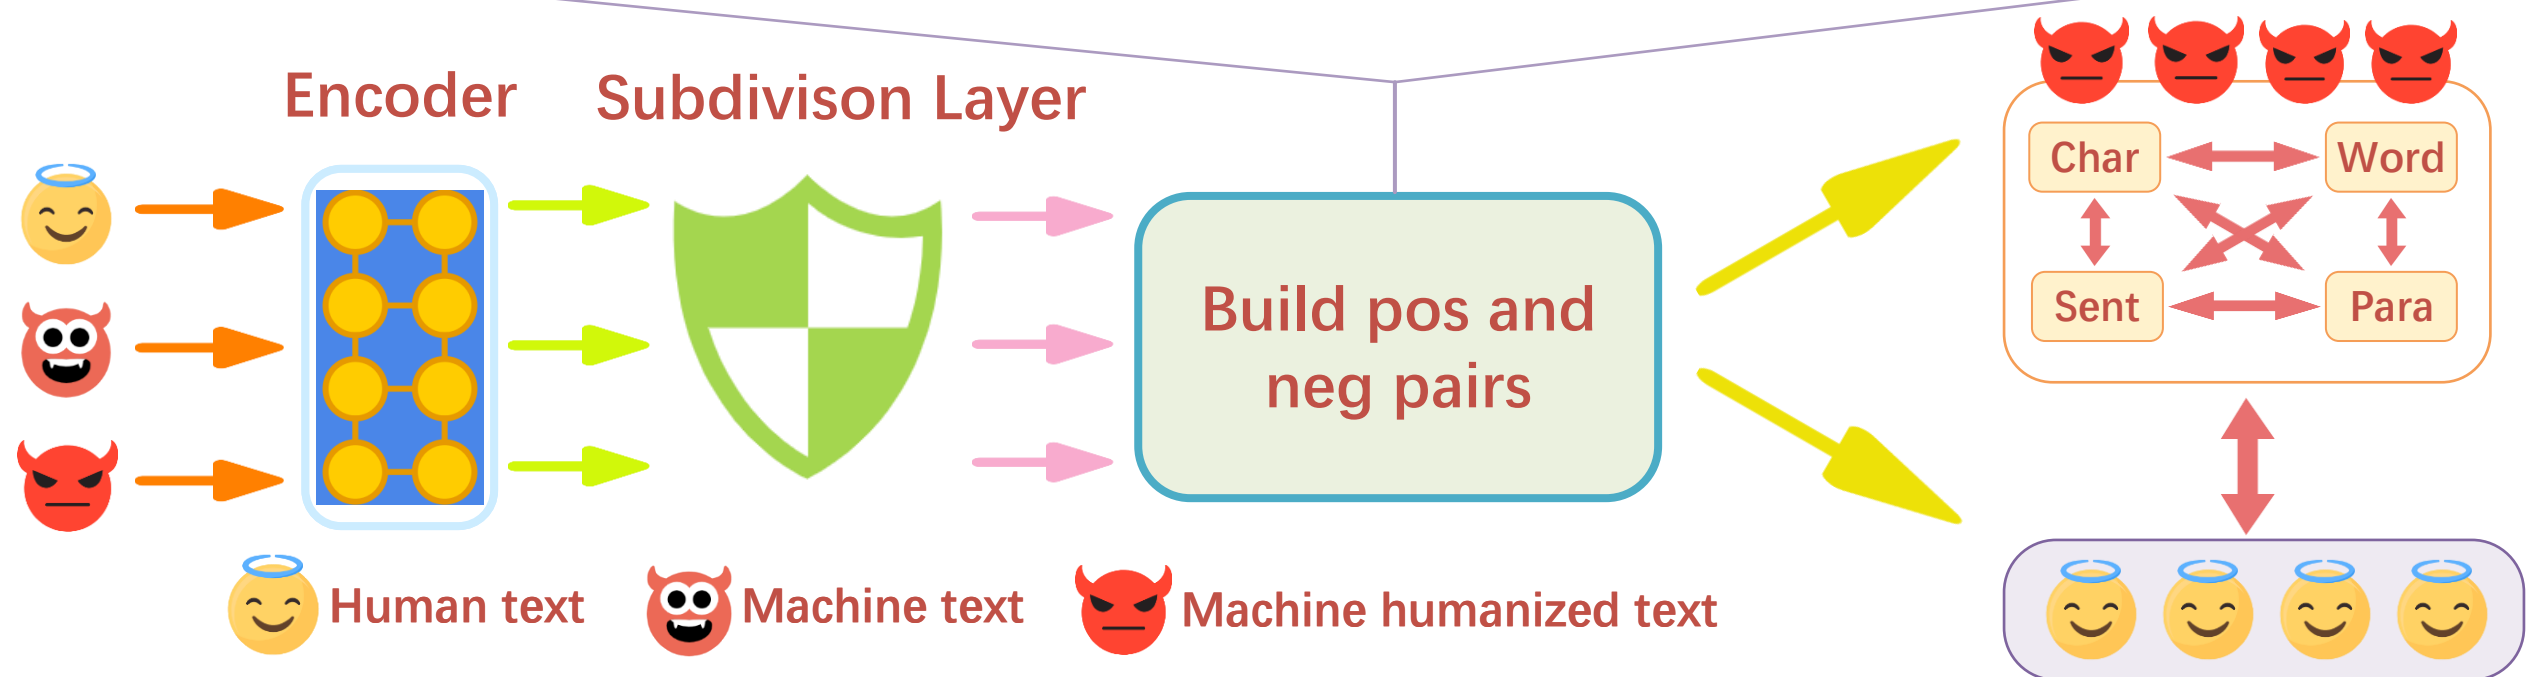 Encoder
Subdivison Layer
Build pos and
neg pairs
Char
Word
Sent
Para
Human text
Machine text
Machine humanized text